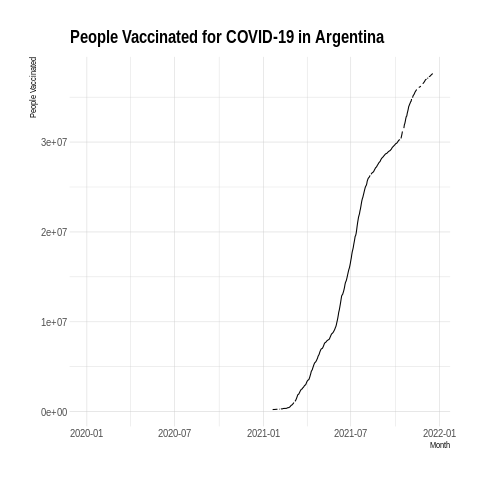 People Vaccinated for COVID-19 in Argentina
People Vaccinated
3e+07
2e+07
1e+07
0e+00
2020-01 2020-07 2021-01 2021-07 2022-01
Month